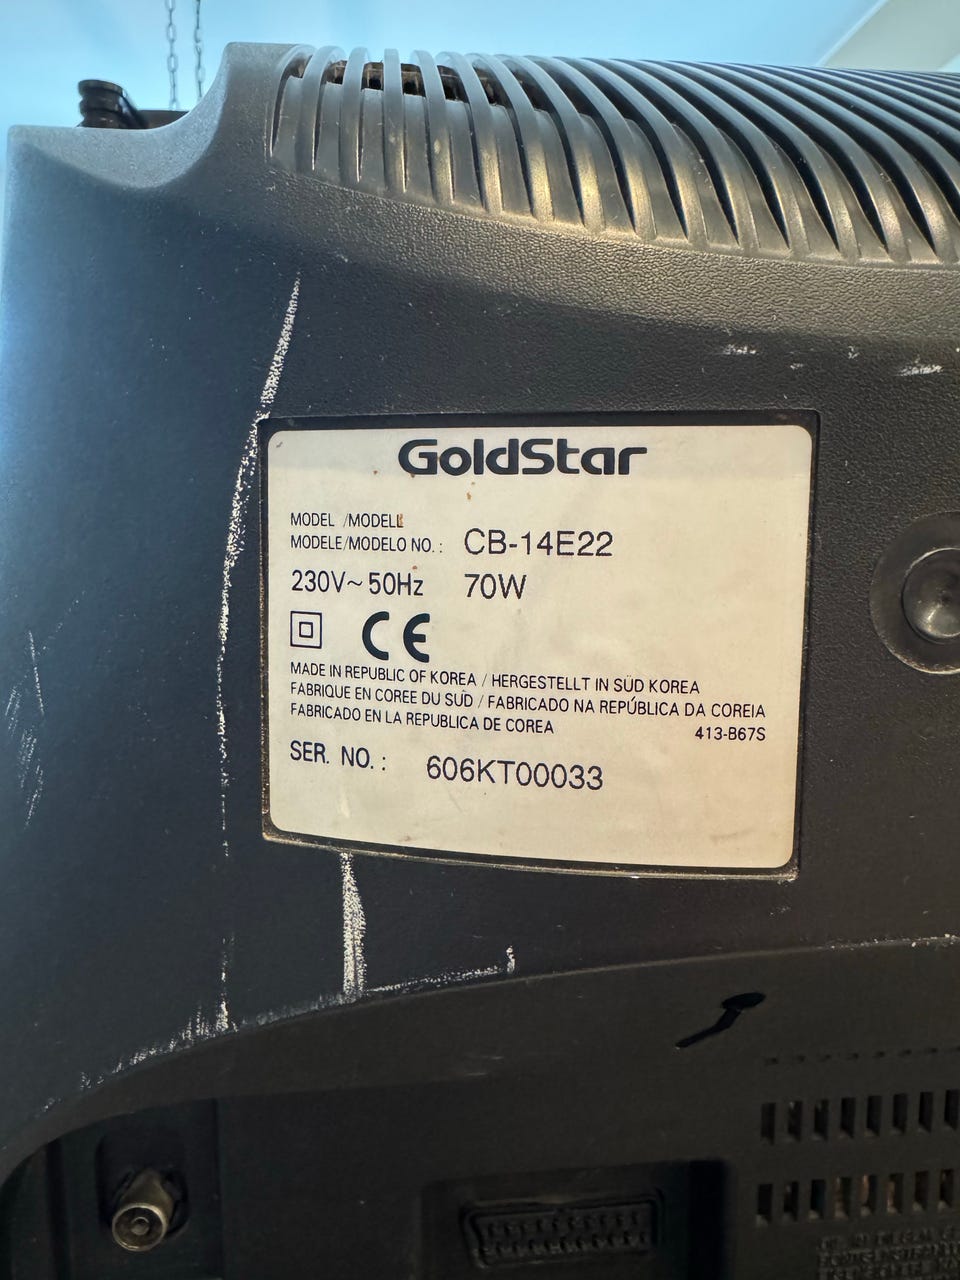 GoldStar
MODEL /MODELL
MODELE/MODELO NO.: CB-14E22
230V~50Hz 70W
CE
MADE IN REPUBLIC OF KOREA / HERGESTELLT IN SÜD KOREA
FABRIQUE EN COREE DU SUD / FABRICADO NA REPÚBLICA DA COREIA
FABRICADO EN LA REPUBLICA DE COREA
413-B67S
SER. NO.: 606KT00033